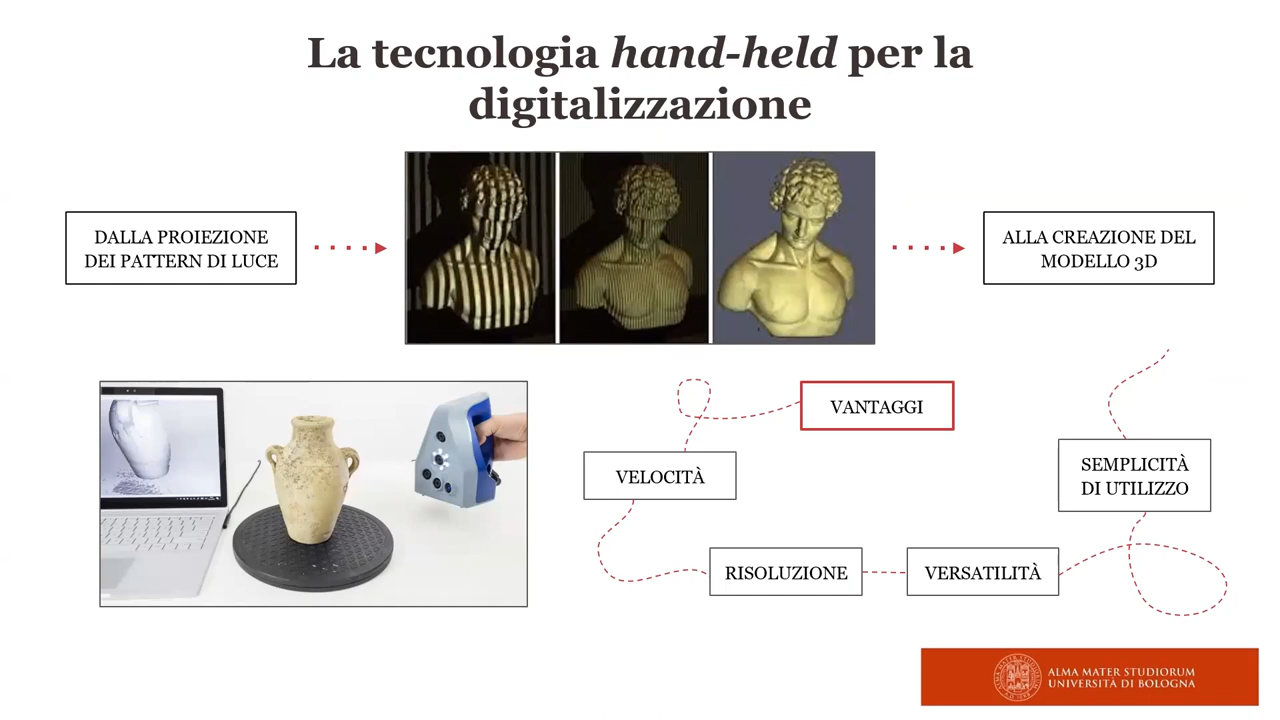 La tecnologia hand-held per la
digitalizzazione
DALLA PROIEZIONE
DEI PATTERN DI LUCE
ALLA CREAZIONE DEL
MODELLO 3D
VANTAGGI
VELOCITÀ
SEMPLICITÀ
DI UTILIZZO
RISOLUZIONE
VERSATILITÀ
ALMA MATER STUDIORUM
UNIVERSITÀ DI BOLOGNA